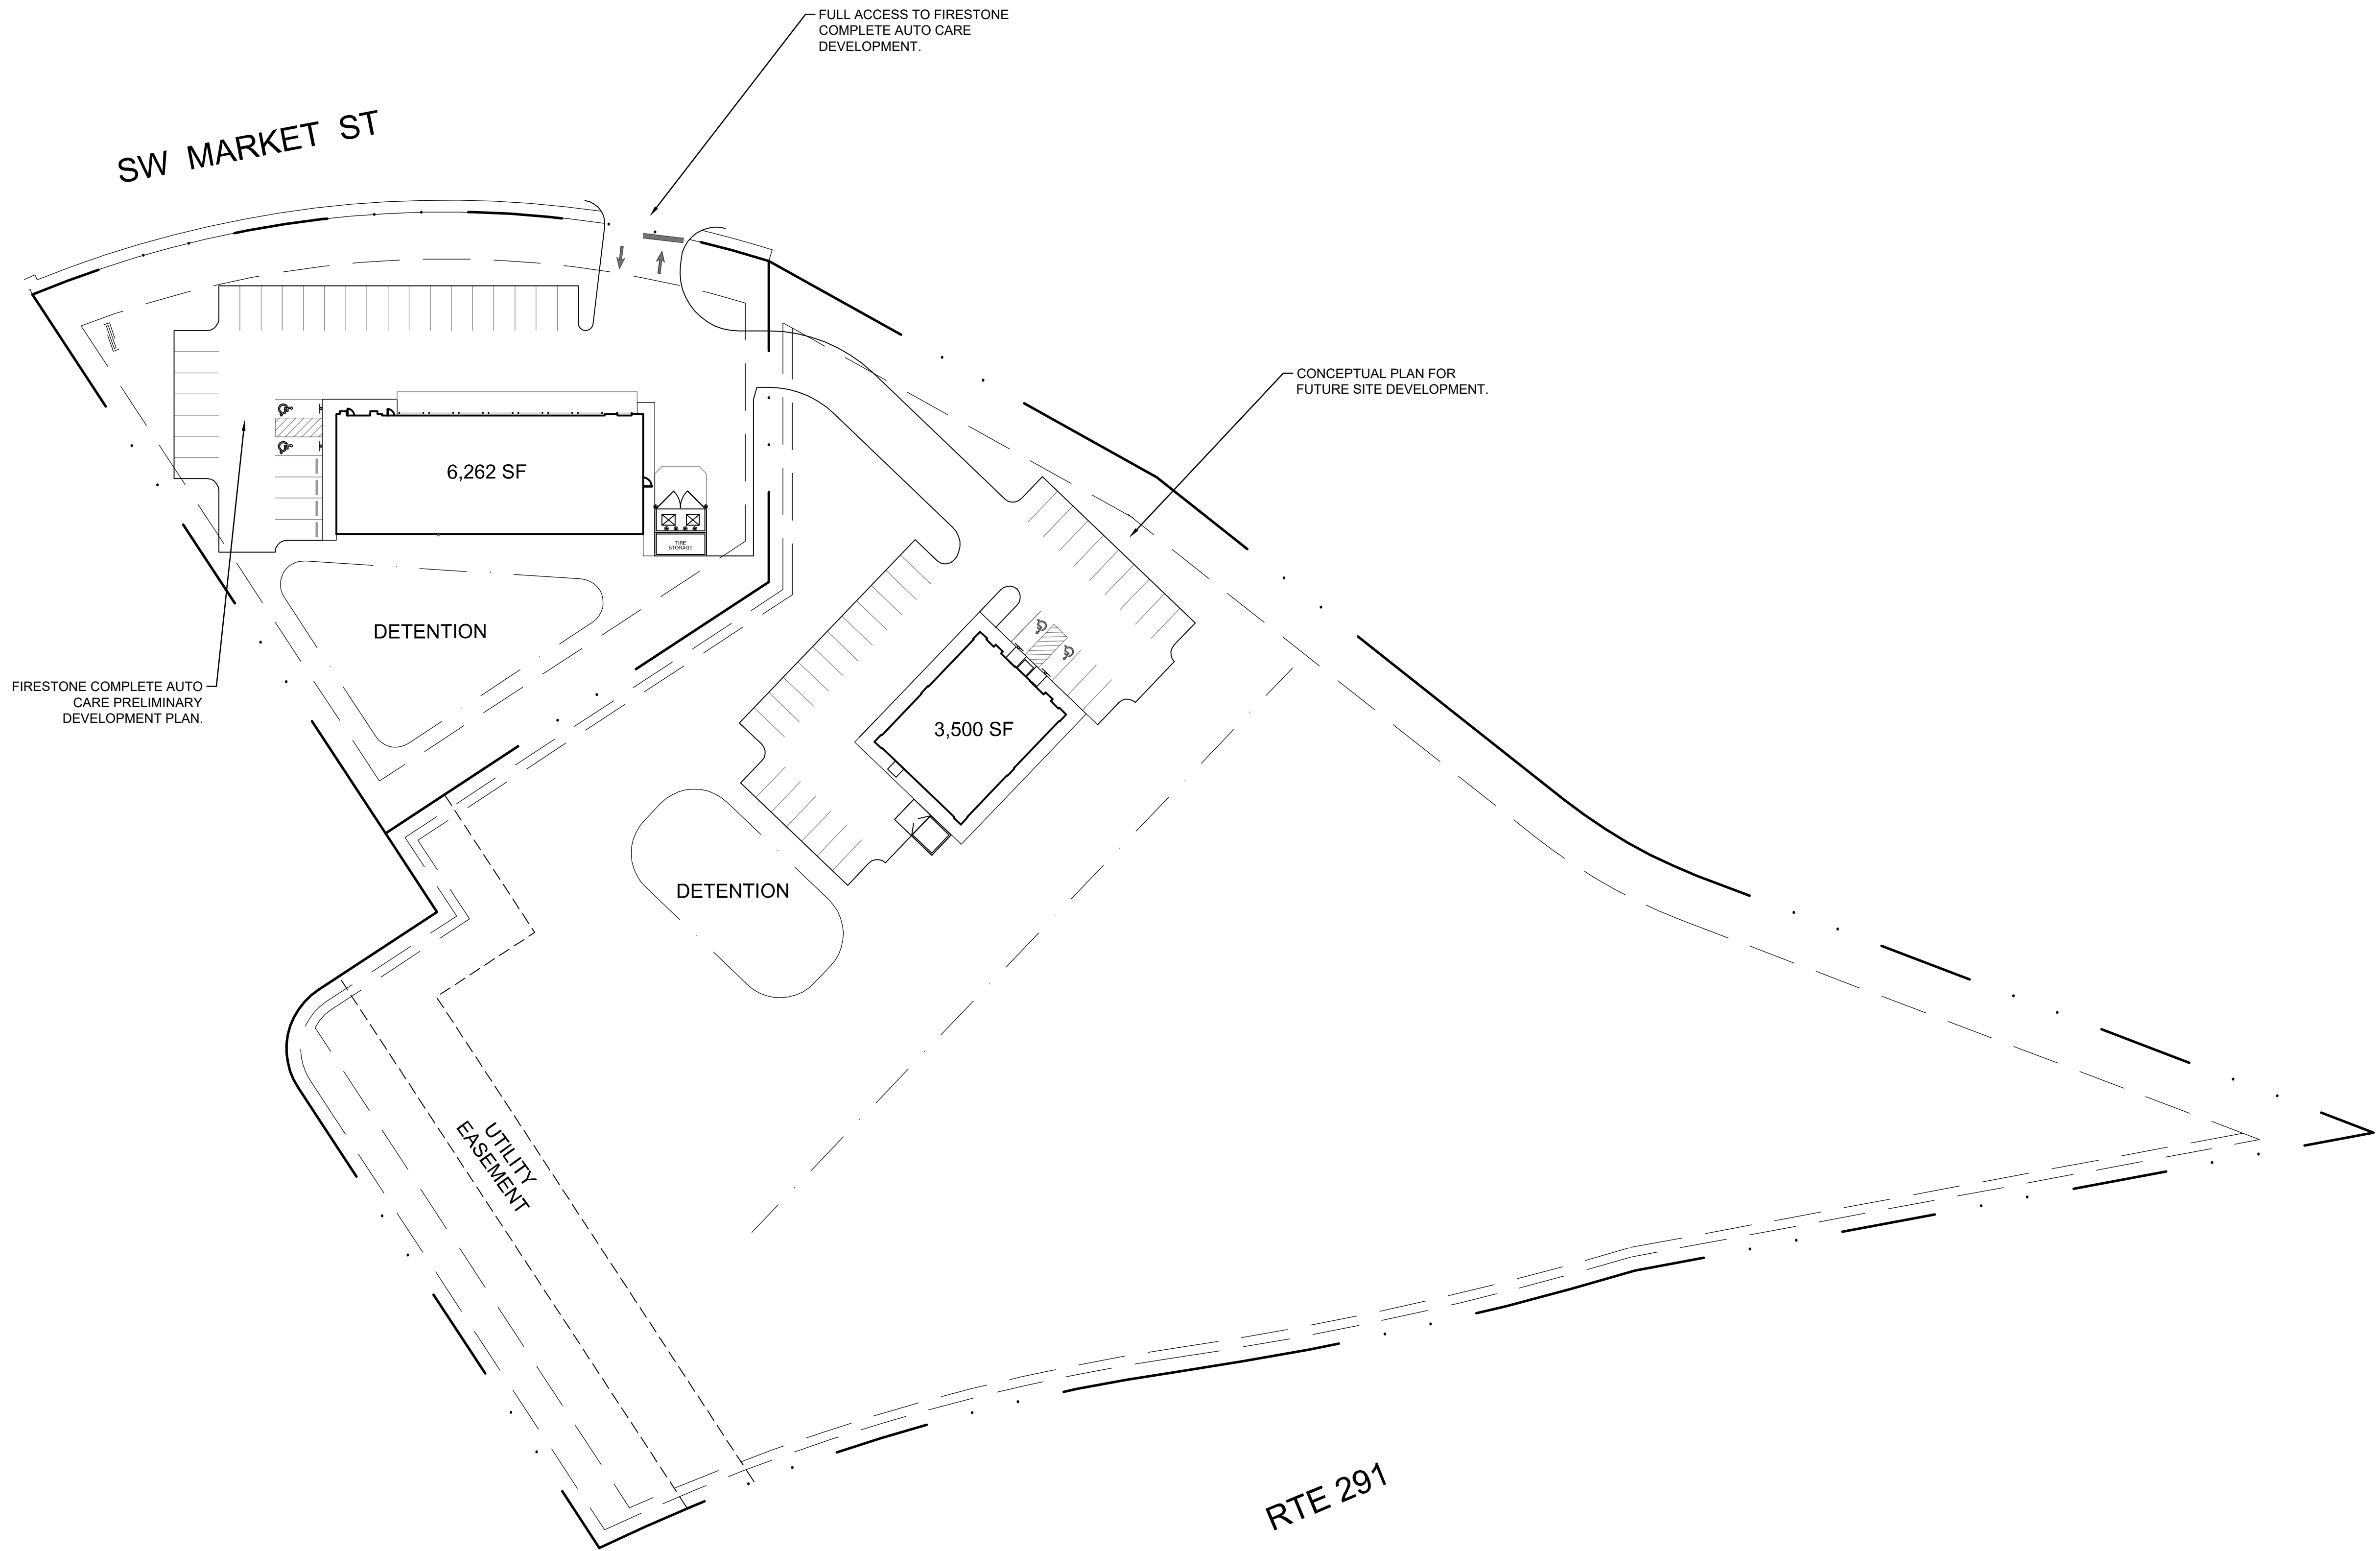 FULL ACCESS TO FIRESTONE
COMPLETE AUTO CARE
DEVELOPMENT.
SW MARKET ST
CONCEPTUAL PLAN FOR
FUTURE SITE DEVELOPMENT.
6,262 SF
TIRE
STORAGE
DETENTION
FIRESTONE COMPLETE AUTO
CARE PRELIMINARY
DEVELOPMENT PLAN.
3,500 SF
DETENTION
UTILITY
EASEMENT
RTE 291